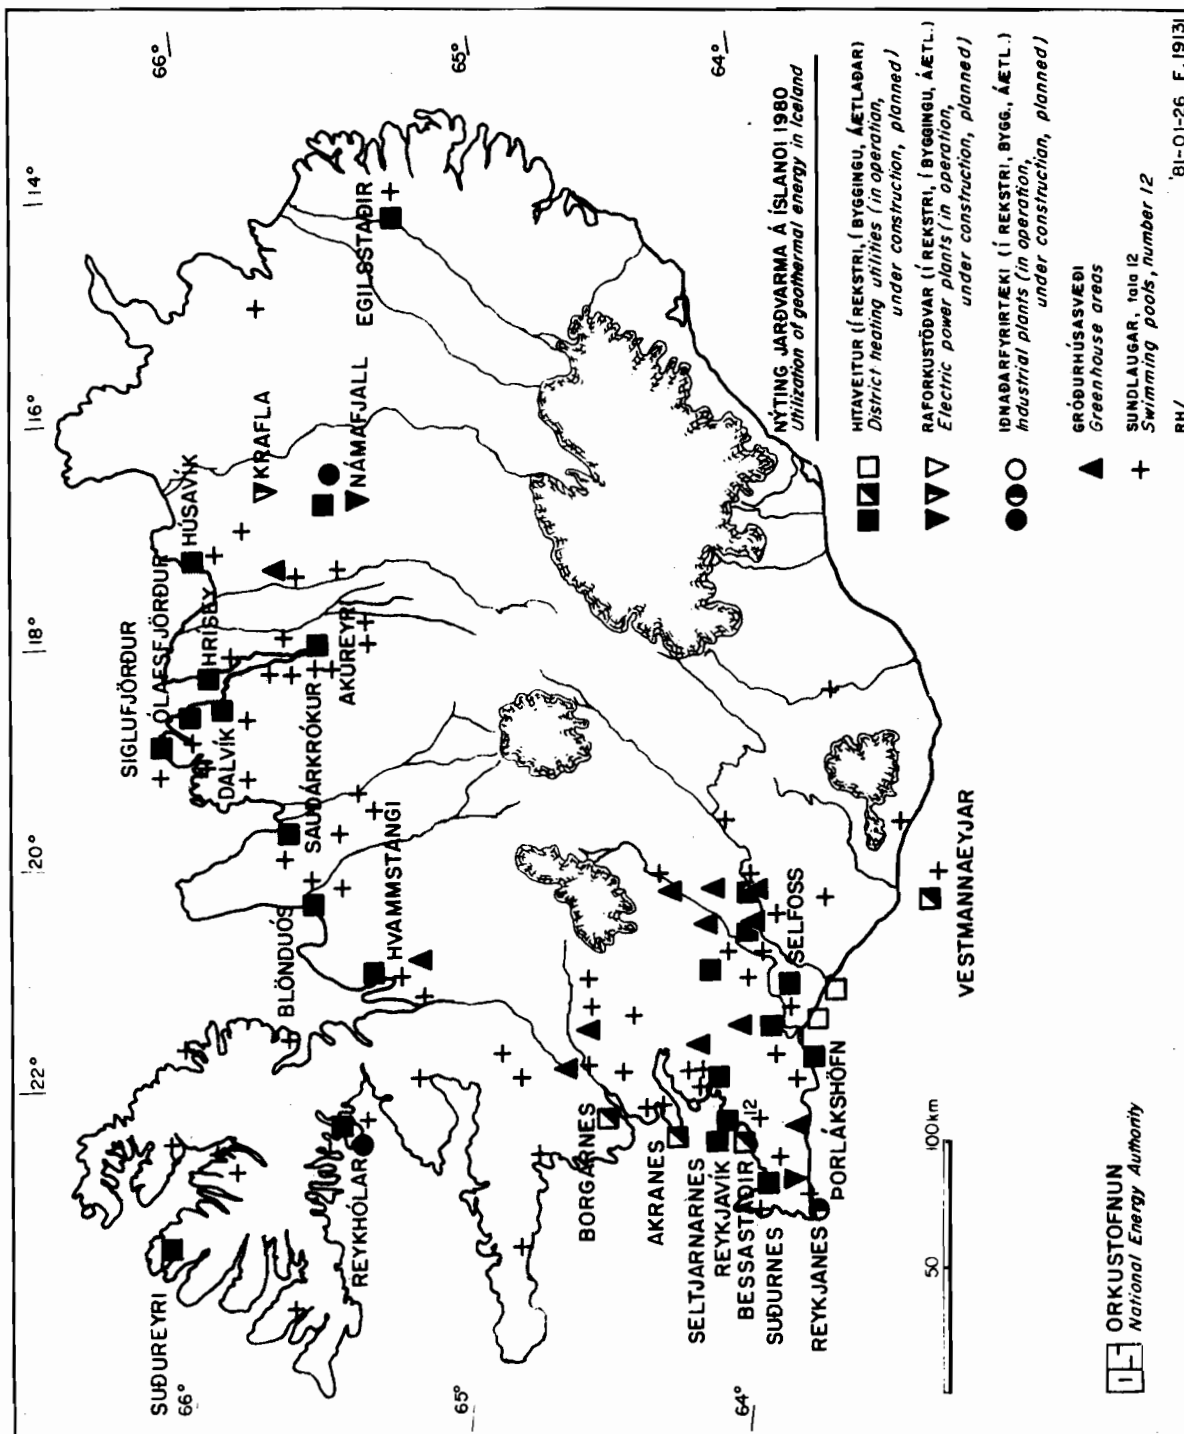 66°
65°
64°
14°
16°
18°
20°
22°
66°
65°
64°
SIGLUFJÖRÐUR
ÓLAFSFJÖRÐUR
HRÍSEY
HÚSAVÍK
DALVÍK
SAUÐÁRKRÓKUR
AKUREYRI
KRAFLA
NÁMAFJALL
EGILSSTAÐIR
BLÖNDUÓS
HVAMMSTANGI
SUÐUREYRI
REYKHÓLAR
BORGARNES
AKRANES
SELTJARNARNES
REYKJAVÍK
BESSASTAÐIR
12
SUÐURNES
REYKJANES
ÞORLÁKSHÖFN
SELFOSS
VESTMANNAEYJAR
50
100km
NÝTING JARÐVARMA Á ÍSLANDI 1980
Utilization of geothermal energy in Iceland
HITAVEITUR (Í REKSTRI, Í BYGGINGU, ÁÆTLAÐAR)
District heating utilities (in operation,
under construction, planned)
RAFORKUSTÖÐVAR (Í REKSTRI, Í BYGGINGU, ÁÆTL.)
Electric power plants (in operation,
under construction, planned)
IÐNAÐARFYRIRTÆKI (Í REKSTRI, BYGG., ÁÆTL.)
Industrial plants (in operation,
under construction, planned)
GRÓÐURHÚSASVÆÐI
Greenhouse areas
SUNDLAUGAR, tala 12
Swimming pools, number 12
RH/ 81-01-26 F.19131
ORKUSTOFNUN
National Energy Authority